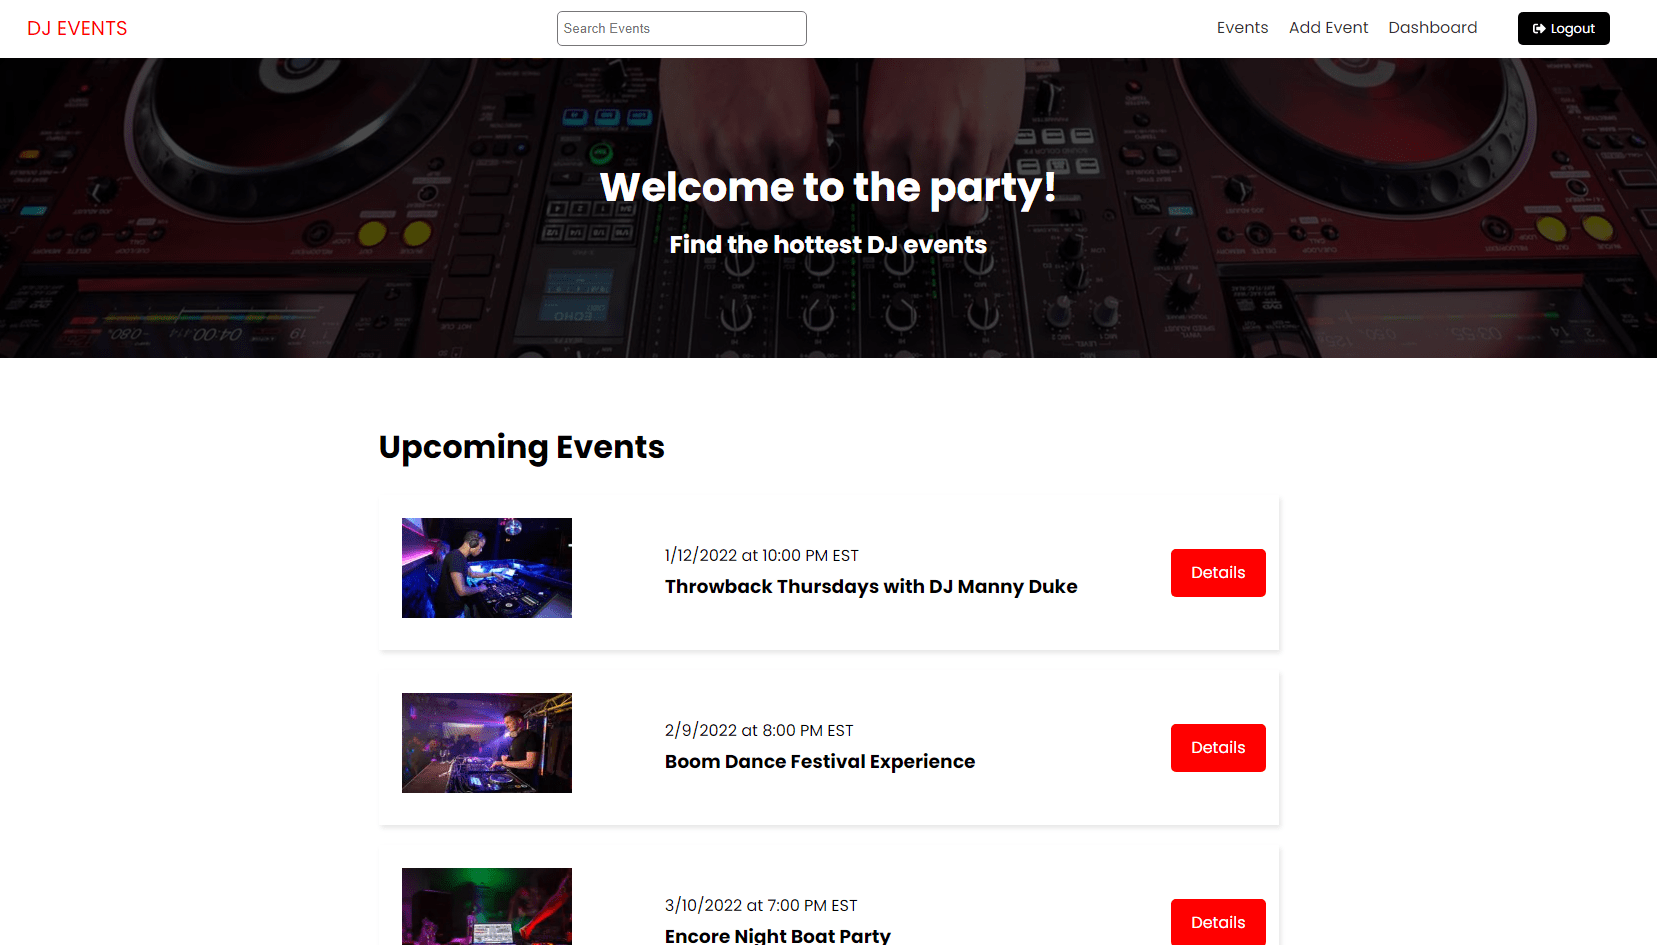 DJ EVENTS
Search Events
Events Add Event Dashboard Logout
Welcome to the party!
Find the hottest DJ events
Upcoming Events
1/12/2022 at 10:00 PM EST
Throwback Thursdays with DJ Manny Duke
Details
2/9/2022 at 8:00 PM EST
Boom Dance Festival Experience
Details
3/10/2022 at 7:00 PM EST
Encore Night Boat Party
Details